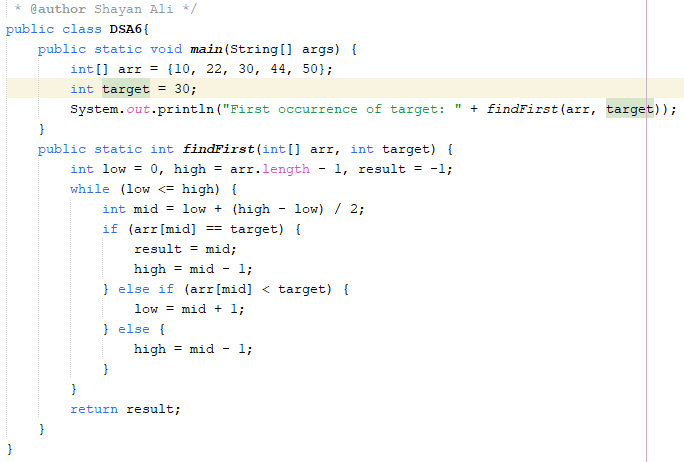 * @author Shayan Ali */
public class DSA6{
    public static void main(String[] args) {
        int[] arr = {10, 22, 30, 44, 50};
        int target = 30;
        System.out.println("First occurrence of target: " + findFirst(arr, target));
    }
    public static int findFirst(int[] arr, int target) {
        int low = 0, high = arr.length - 1, result = -1;
        while (low <= high) {
            int mid = low + (high - low) / 2;
            if (arr[mid] == target) {
                result = mid;
                high = mid - 1;
            } else if (arr[mid] < target) {
                low = mid + 1;
            } else {
                high = mid - 1;
            }
        }
        return result;
    }
}